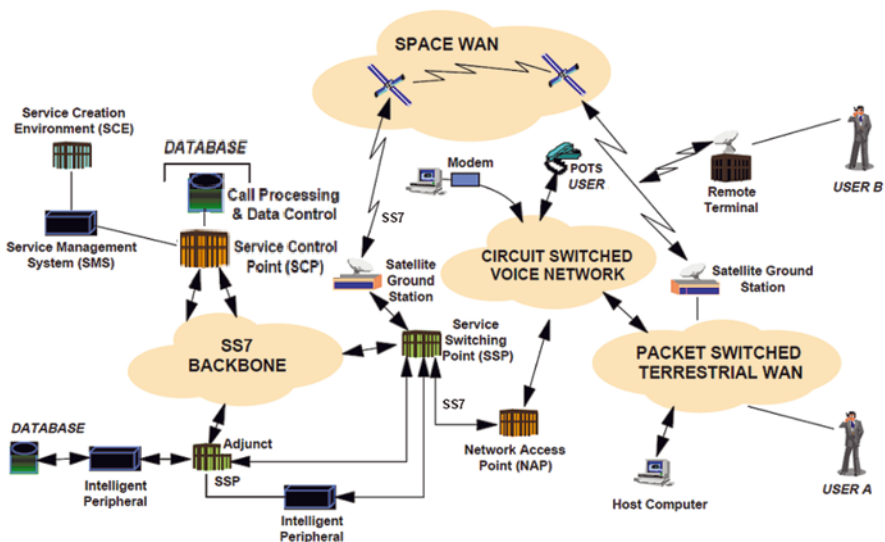 SPACE WAN
Service Creation
Environment (SCE)
DATABASE
Call Processing
& Data Control
Service Management
System (SMS)
Service Control
Point (SCP)
Modem
POTS
USER
Remote
Terminal
USER B
SS7
Satellite
Ground
Station
CIRCUIT SWITCHED
VOICE NETWORK
Satellite Ground
Station
SS7
BACKBONE
Service
Switching
Point (SSP)
PACKET SWITCHED
TERRESTRIAL WAN
SS7
DATABASE
Intelligent
Peripheral
Adjunct
SSP
Intelligent
Peripheral
Network Access
Point (NAP)
Host Computer
USER A